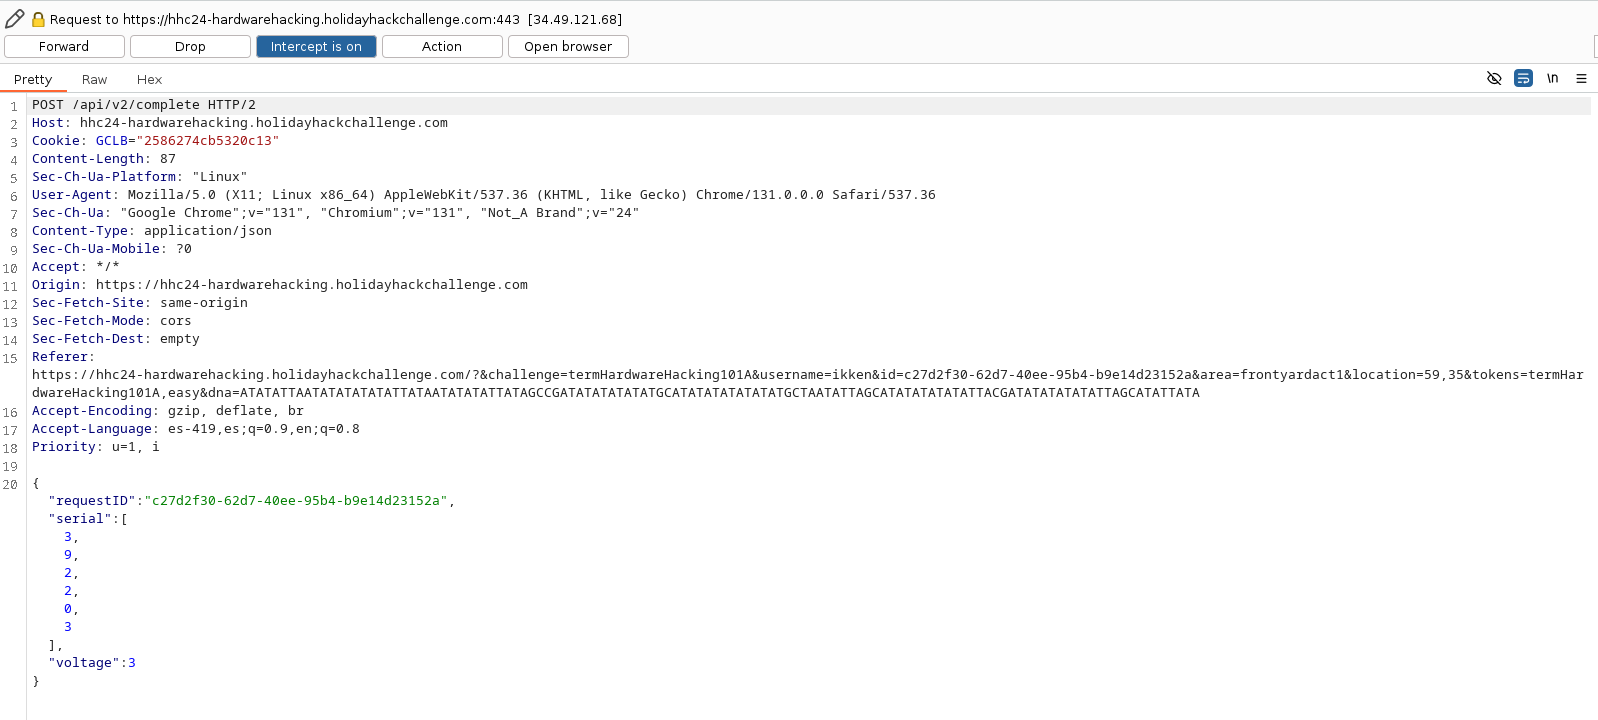 Request to https://hhc24-hardwarehacking.holidayhackchallenge.com:443 [34.49.121.68]
Forward Drop Intercept is on Action Open browser
Pretty Raw Hex \n
1 POST /api/v2/complete HTTP/2
2 Host: hhc24-hardwarehacking.holidayhackchallenge.com
3 Cookie: GCLB="2586274cb5320c13"
4 Content-Length: 87
5 Sec-Ch-Ua-Platform: "Linux"
6 User-Agent: Mozilla/5.0 (X11; Linux x86_64) AppleWebKit/537.36 (KHTML, like Gecko) Chrome/131.0.0.0 Safari/537.36
7 Sec-Ch-Ua: "Google Chrome";v="131", "Chromium";v="131", "Not_A Brand";v="24"
8 Content-Type: application/json
9 Sec-Ch-Ua-Mobile: ?0
10 Accept: */*
11 Origin: https://hhc24-hardwarehacking.holidayhackchallenge.com
12 Sec-Fetch-Site: same-origin
13 Sec-Fetch-Mode: cors
14 Sec-Fetch-Dest: empty
15 Referer:
https://hhc24-hardwarehacking.holidayhackchallenge.com/?&challenge=termHardwareHacking101A&username=ikken&id=c27d2f30-62d7-40ee-95b4-b9e14d23152a&area=frontyardact1&location=59,35&tokens=termHar
dwareHacking101A,easy&dna=ATATATTAATATATATATATTATAATATATATTATAGCCGATATATATATATGCATATATATATATATGCTAATATTAGCATATATATATATTACGATATATATATATTAGCATATTATA
16 Accept-Encoding: gzip, deflate, br
17 Accept-Language: es-419,es;q=0.9,en;q=0.8
18 Priority: u=1, i
19
20 {
"requestID":"c27d2f30-62d7-40ee-95b4-b9e14d23152a",
"serial":[
3,
9,
2,
2,
0,
3
],
"voltage":3
}